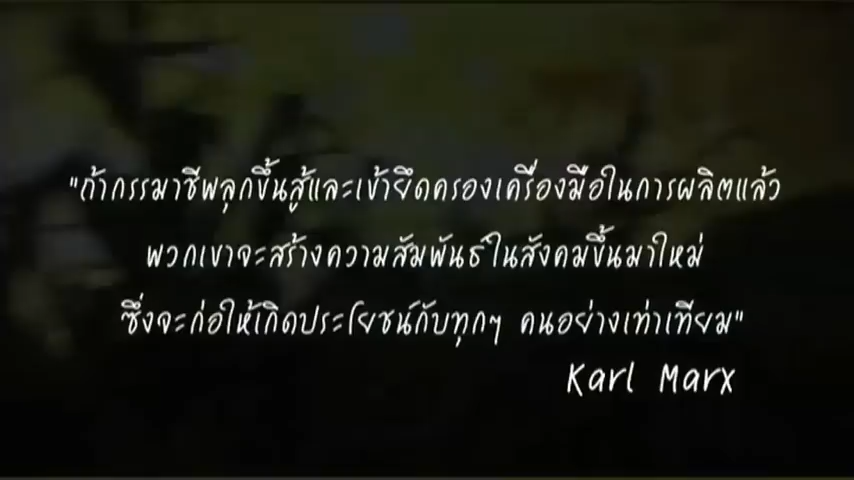 "ถ้ากรรมาชีพลุกขึ้นสู้และเข้ายึดครองเครื่องมือในการผลิตแล้ว
พวกเขาจะสร้างความสัมพันธ์ในสังคมขึ้นมาใหม่
ซึ่งจะก่อให้เกิดประโยชน์กับทุกๆ คนอย่างเท่าเทียม"
Karl Marx